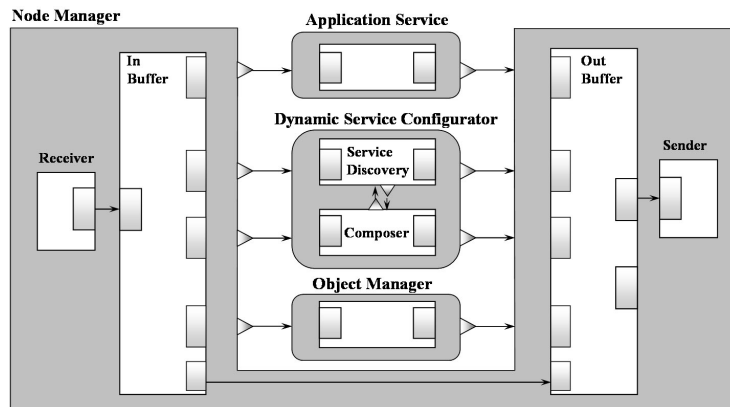 Node Manager
Application Service
In
Buffer
Out
Buffer
Dynamic Service Configurator
Receiver
Service
Discovery
Sender
Composer
Object Manager